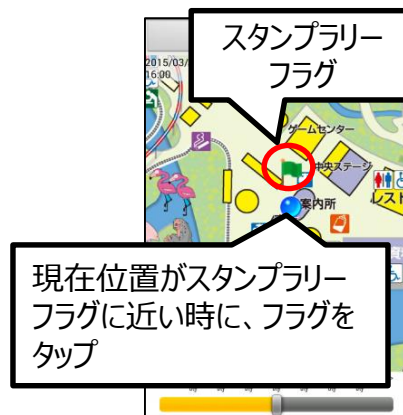 スタンプラリー
フラグ
2015/03/
16:00
ゲームセンター
中央ステージ
案内所
レスト
現在位置がスタンプラリー
フラグに近い時に、フラグを
タップ